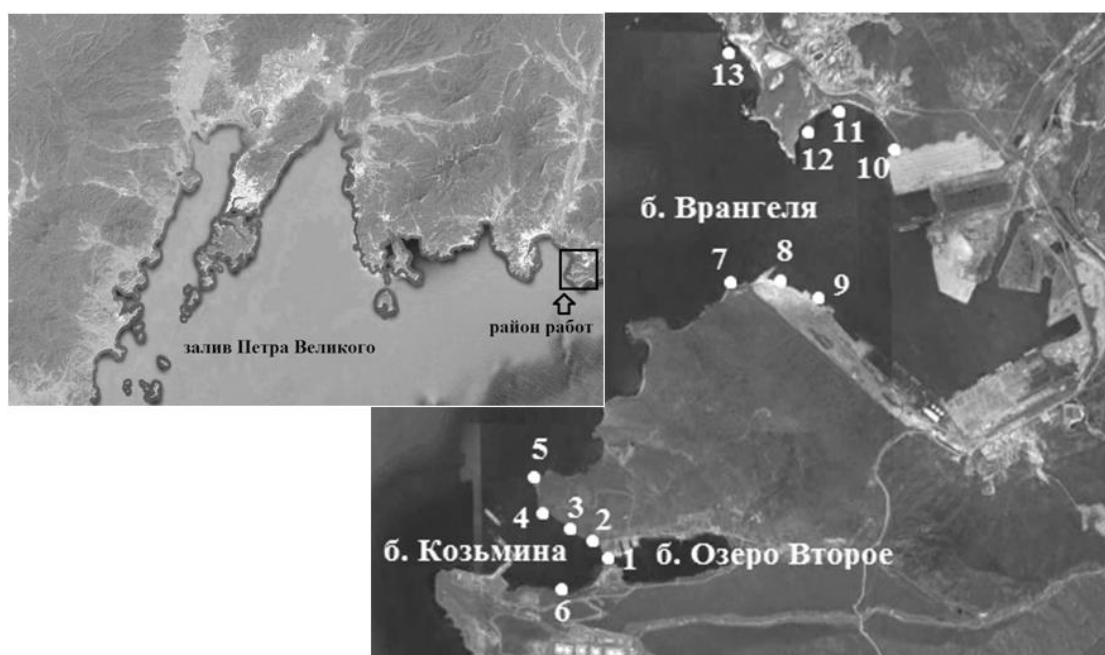 район работ
залив Петра Великого
13
11
12
10
б. Врангеля
7
8
9
5
4
3
2
б. Козьмина
1
б. Озеро Второе
6